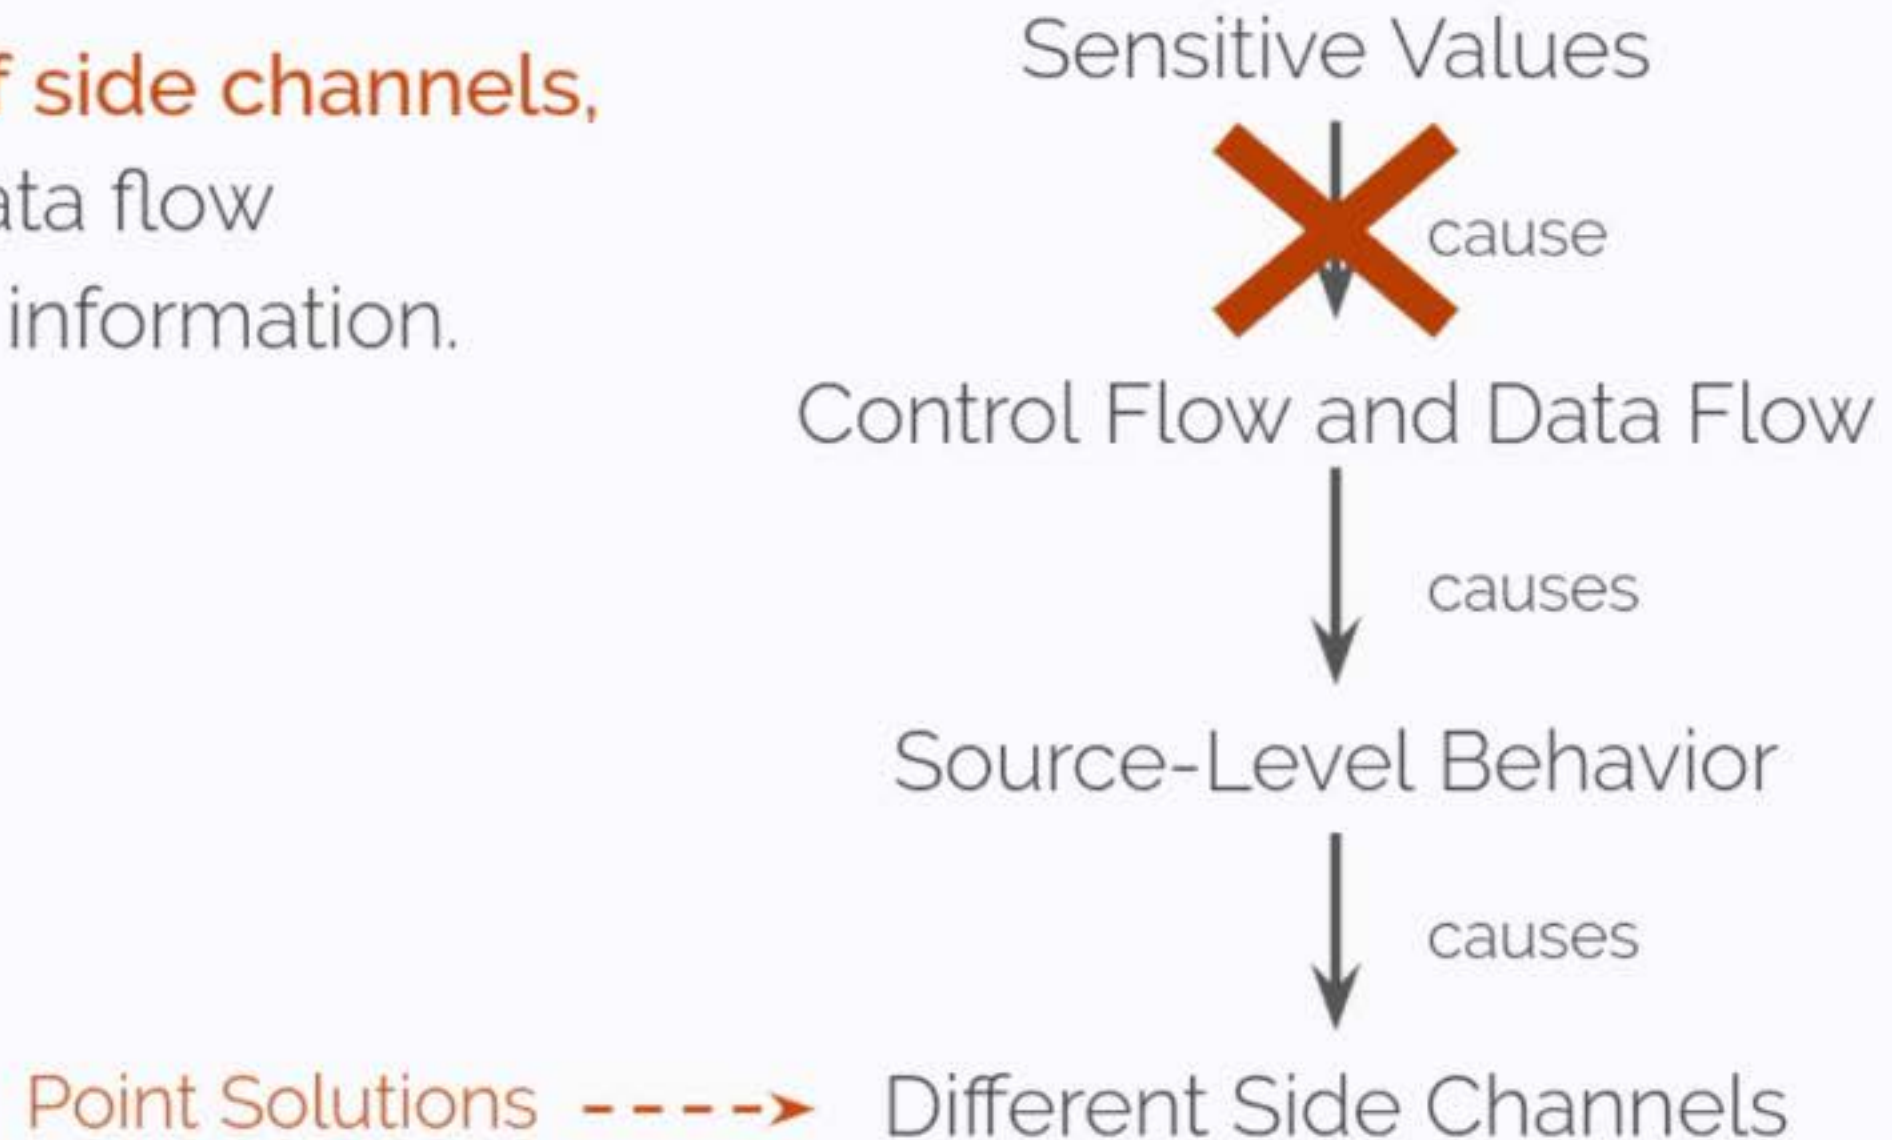 f side channels,
ata flow
information.
Sensitive Values
cause
Control Flow and Data Flow
causes
Source-Level Behavior
causes
Point Solutions
Different Side Channels